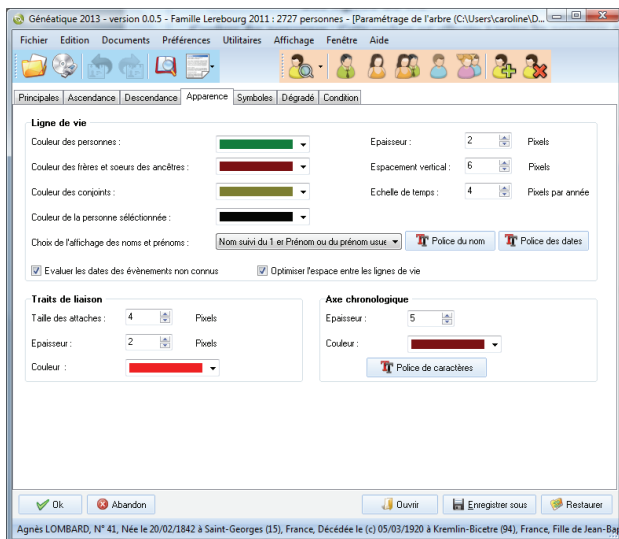 Généatique 2013 - version 0.0.5 - Famille Lerebourg 2011 : 2727 personnes - [Paramétrage de l'arbre (C:\Users\caroline\D...
Fichier Edition Documents Préférences Utilitaires Affichage Fenêtre Aide
Principales Ascendance Descendance Apparence Symboles Dégradé Condition
Ligne de vie
Couleur des personnes : Epaisseur : 2 Pixels
Couleur des frères et soeurs des ancêtres : Espacement vertical : 6 Pixels
Couleur des conjoints : Echelle de temps : 4 Pixels par année
Couleur de la personne séléctionnée :
Choix de l'affichage des noms et prénoms : Nom suivi du 1 er Prénom ou du prénom usue Police du nom Police des dates
Evaluer les dates des évènements non connus Optimiser l'espace entre les lignes de vie
Traits de liaison Axe chronologique
Taille des attaches : 4 Pixels Epaisseur : 5
Epaisseur : 2 Pixels Couleur :
Couleur : Police de caractères
Ok Abandon Ouvrir Enregistrer sous Restaurer
Agnès LOMBARD, N° 41, Née le 20/02/1842 à Saint-Georges (15), France, Décédée le (c) 05/03/1920 à Kremlin-Bicetre (94), France, Fille de Jean-Bap